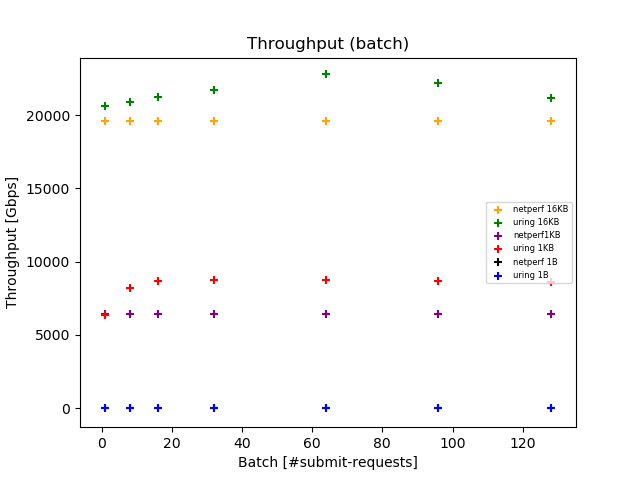 Throughput (batch)
Throughput [Gbps]
20000
15000
10000
5000
0
netperf 16KB
uring 16KB
netperf1KB
uring 1KB
netperf 1B
uring 1B
0 20 40 60 80 100 120
Batch [#submit-requests]